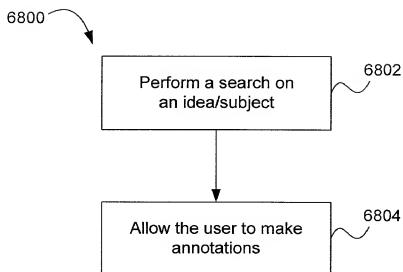 6800
Perform a search on
an idea/subject
6802
Allow the user to make
annotations
6804